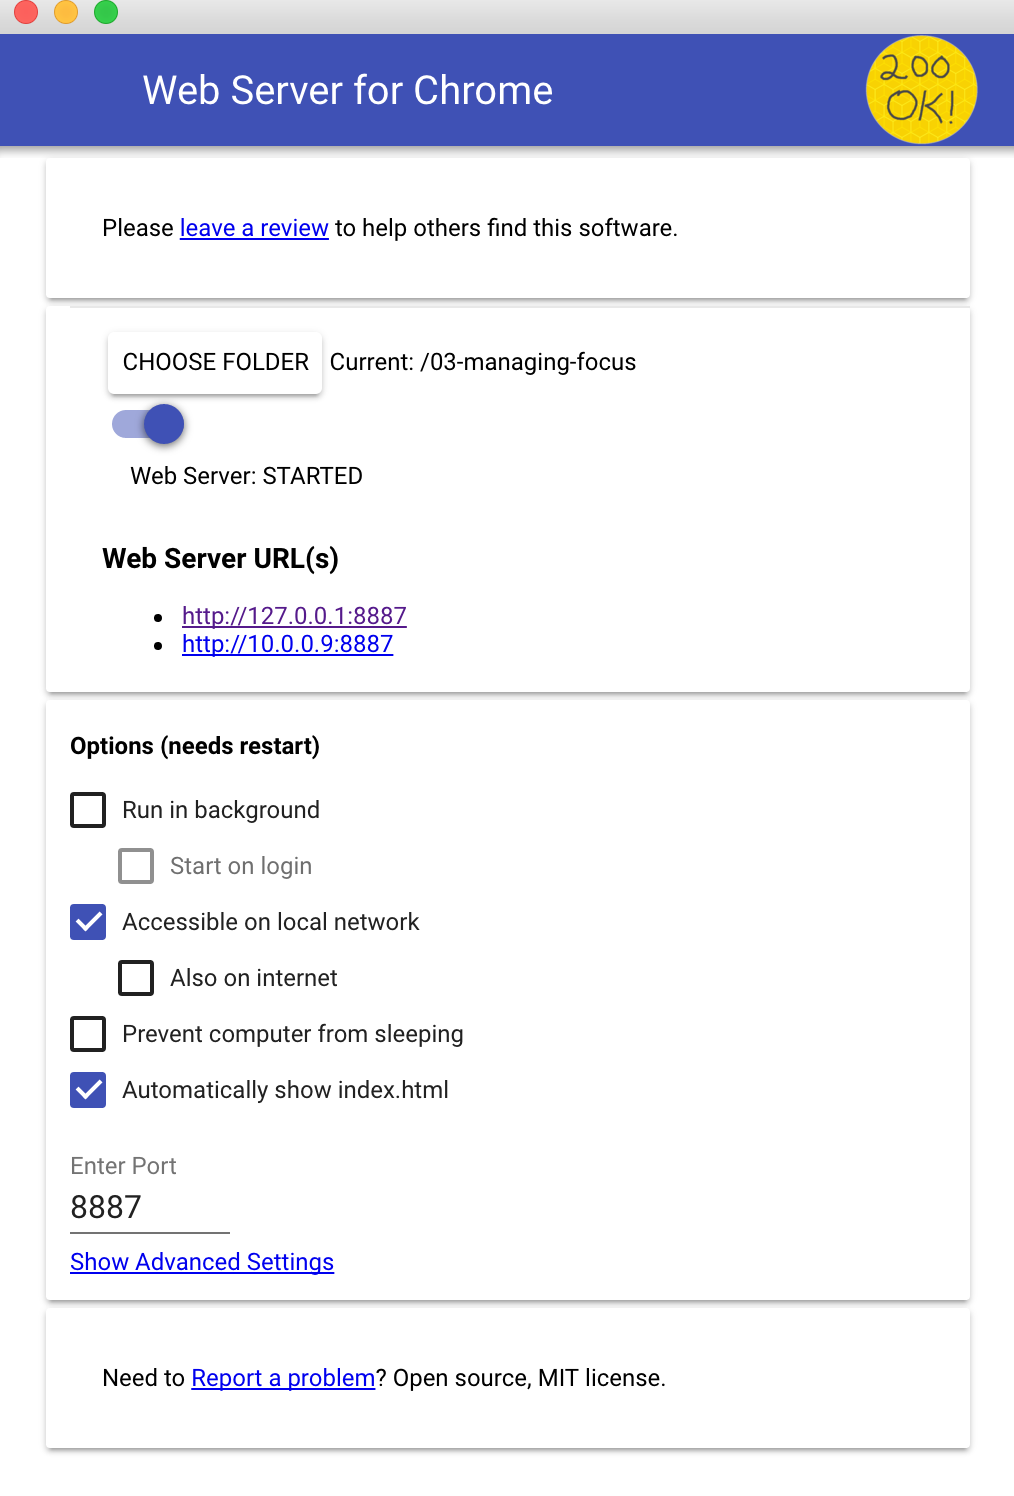 Web Server for Chrome
200
OK!
Please leave a review to help others find this software.
CHOOSE FOLDER Current: /03-managing-focus
Web Server: STARTED
Web Server URL(s)
http://127.0.0.1:8887
http://10.0.0.9:8887
Options (needs restart)
Run in background
Start on login
Accessible on local network
Also on internet
Prevent computer from sleeping
Automatically show index.html
Enter Port
8887
Show Advanced Settings
Need to Report a problem? Open source, MIT license.